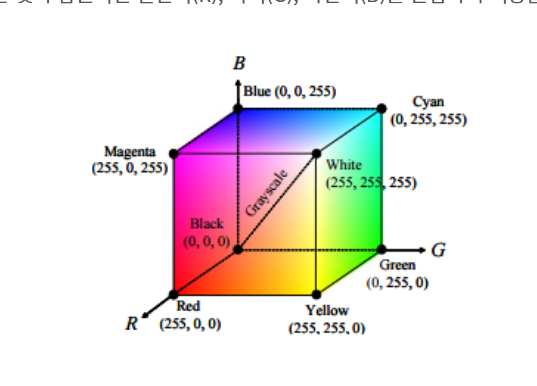 B
Blue (0, 0, 255)
Cyan
(0, 255, 255)
Magenta
(255, 0, 255)
White
(255, 255, 255)
Grayscale
Black
(0, 0, 0)
G
Green
(0, 255, 0)
Red
(255, 0, 0)
R
Yellow
(255, 255, 0)